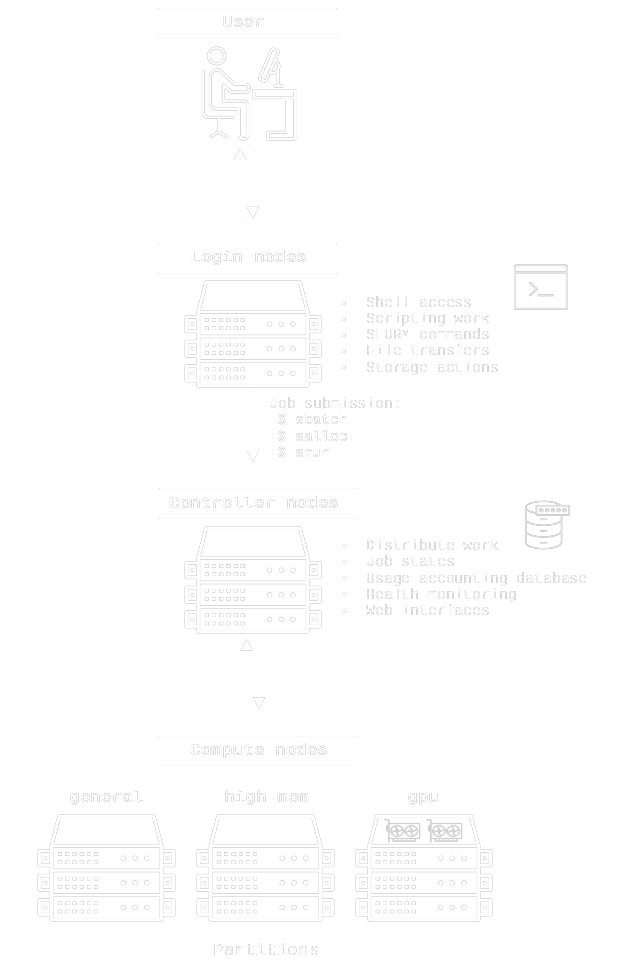 User
Login nodes
>_
• Shell access
• Scripting work
• SLURM commands
• File transfers
• Storage actions
Job submission:
$ sbatch
$ salloc
$ srun
Controller nodes
• Distribute work
• Job states
• Usage accounting database
• Health monitoring
• Web interfaces
Compute nodes
general high-mem gpu
Partitions